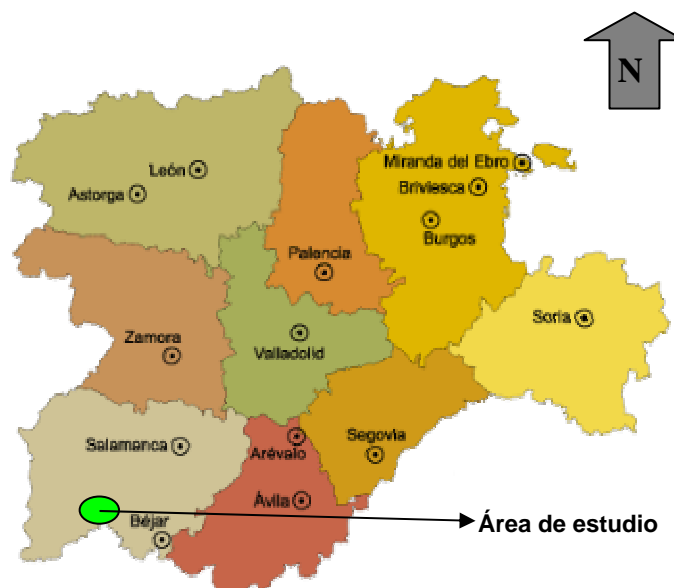 N
Miranda del Ebro
León
Briviesca
Astorga
Burgos
Palencia
Soria
Zamora
Valladolid
Salamanca
Arévalo
Segovia
Ávila
Béjar
Área de estudio